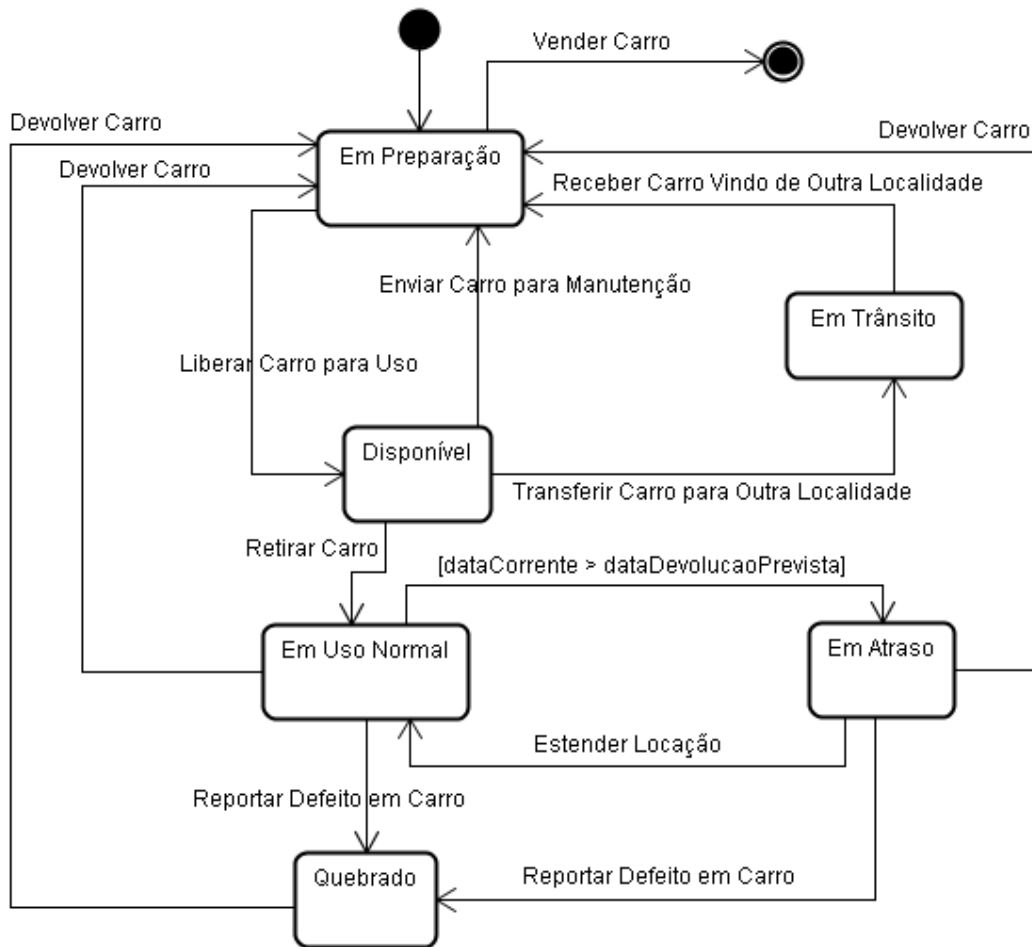 Vender Carro
Devolver Carro
Devolver Carro
Em Preparação
Devolver Carro
Receber Carro Vindo de Outra Localidade
Enviar Carro para Manutenção
Em Trânsito
Liberar Carro para Uso
Disponível
Transferir Carro para Outra Localidade
Retirar Carro
[dataCorrente > dataDevolucaoPrevista]
Em Uso Normal
Em Atraso
Estender Locação
Reportar Defeito em Carro
Quebrado
Reportar Defeito em Carro